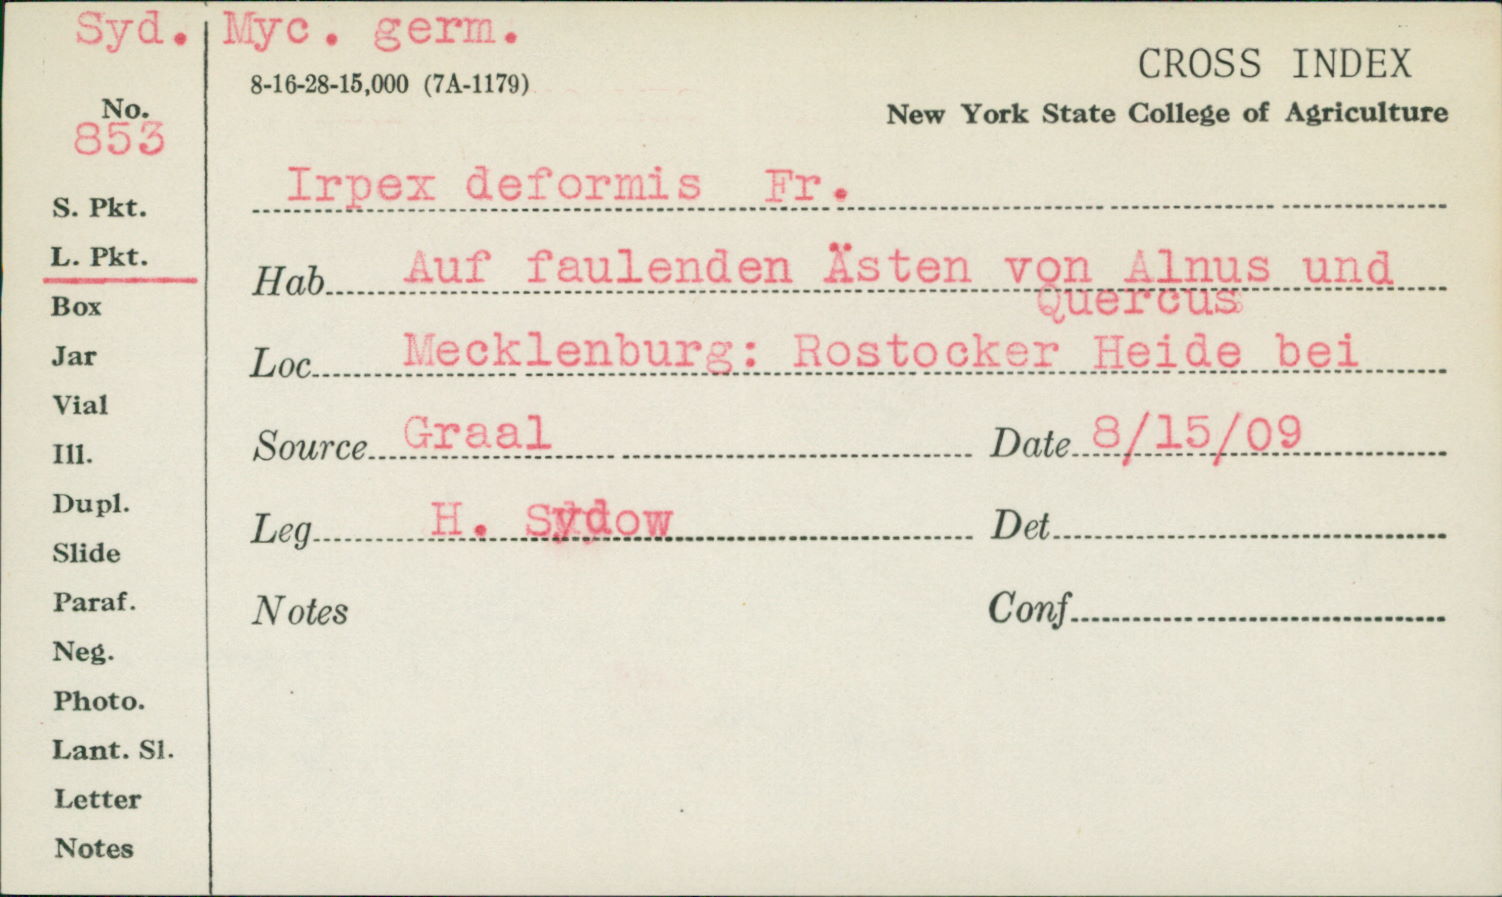 Syd. Myc. germ.
8-16-28-15,000 (7A-1179)
CROSS INDEX
New York State College of Agriculture
No.
853
S. Pkt.
L. Pkt.
Box
Jar
Vial
Ill.
Dupl.
Slide
Paraf.
Neg.
Photo.
Lant. Sl.
Letter
Notes
Irpex deformis Fr.
Hab. Auf faulenden Ästen von Alnus und
Quercus
Loc. Mecklenburg: Rostocker Heide bei
Source Graal Date 8/15/09
Leg. H. Sydow Det.
Notes Conf.